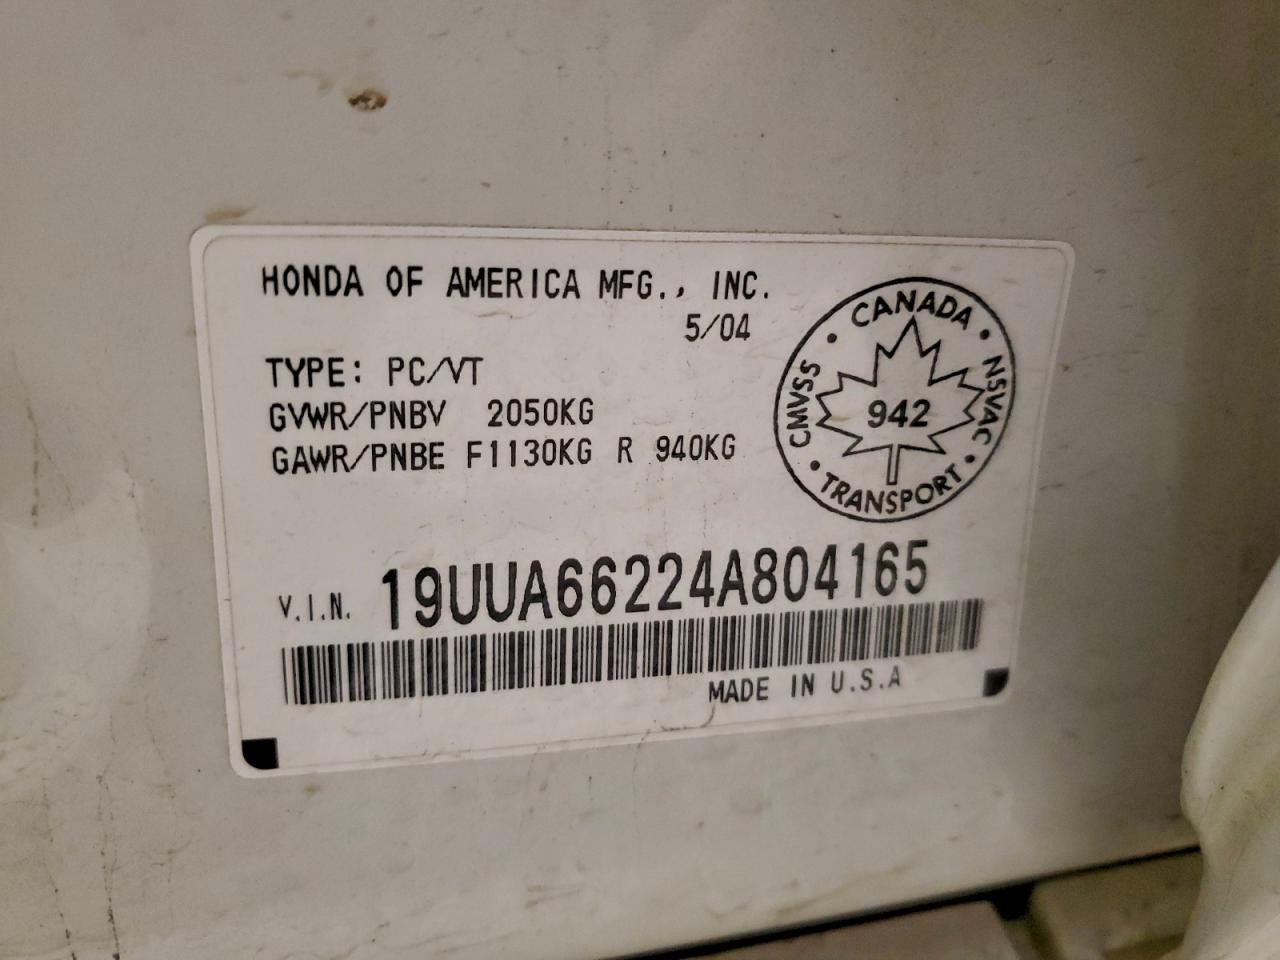 HONDA OF AMERICA MFG., INC.
5/04
TYPE: PC/VT
GVWR/PNBV 2050KG
GAWR/PNBE F1130KG R 940KG
CANADA
CMVSS
NSVAC
942
TRANSPORT
V.I.N. 19UUA66224A804165
MADE IN U.S.A